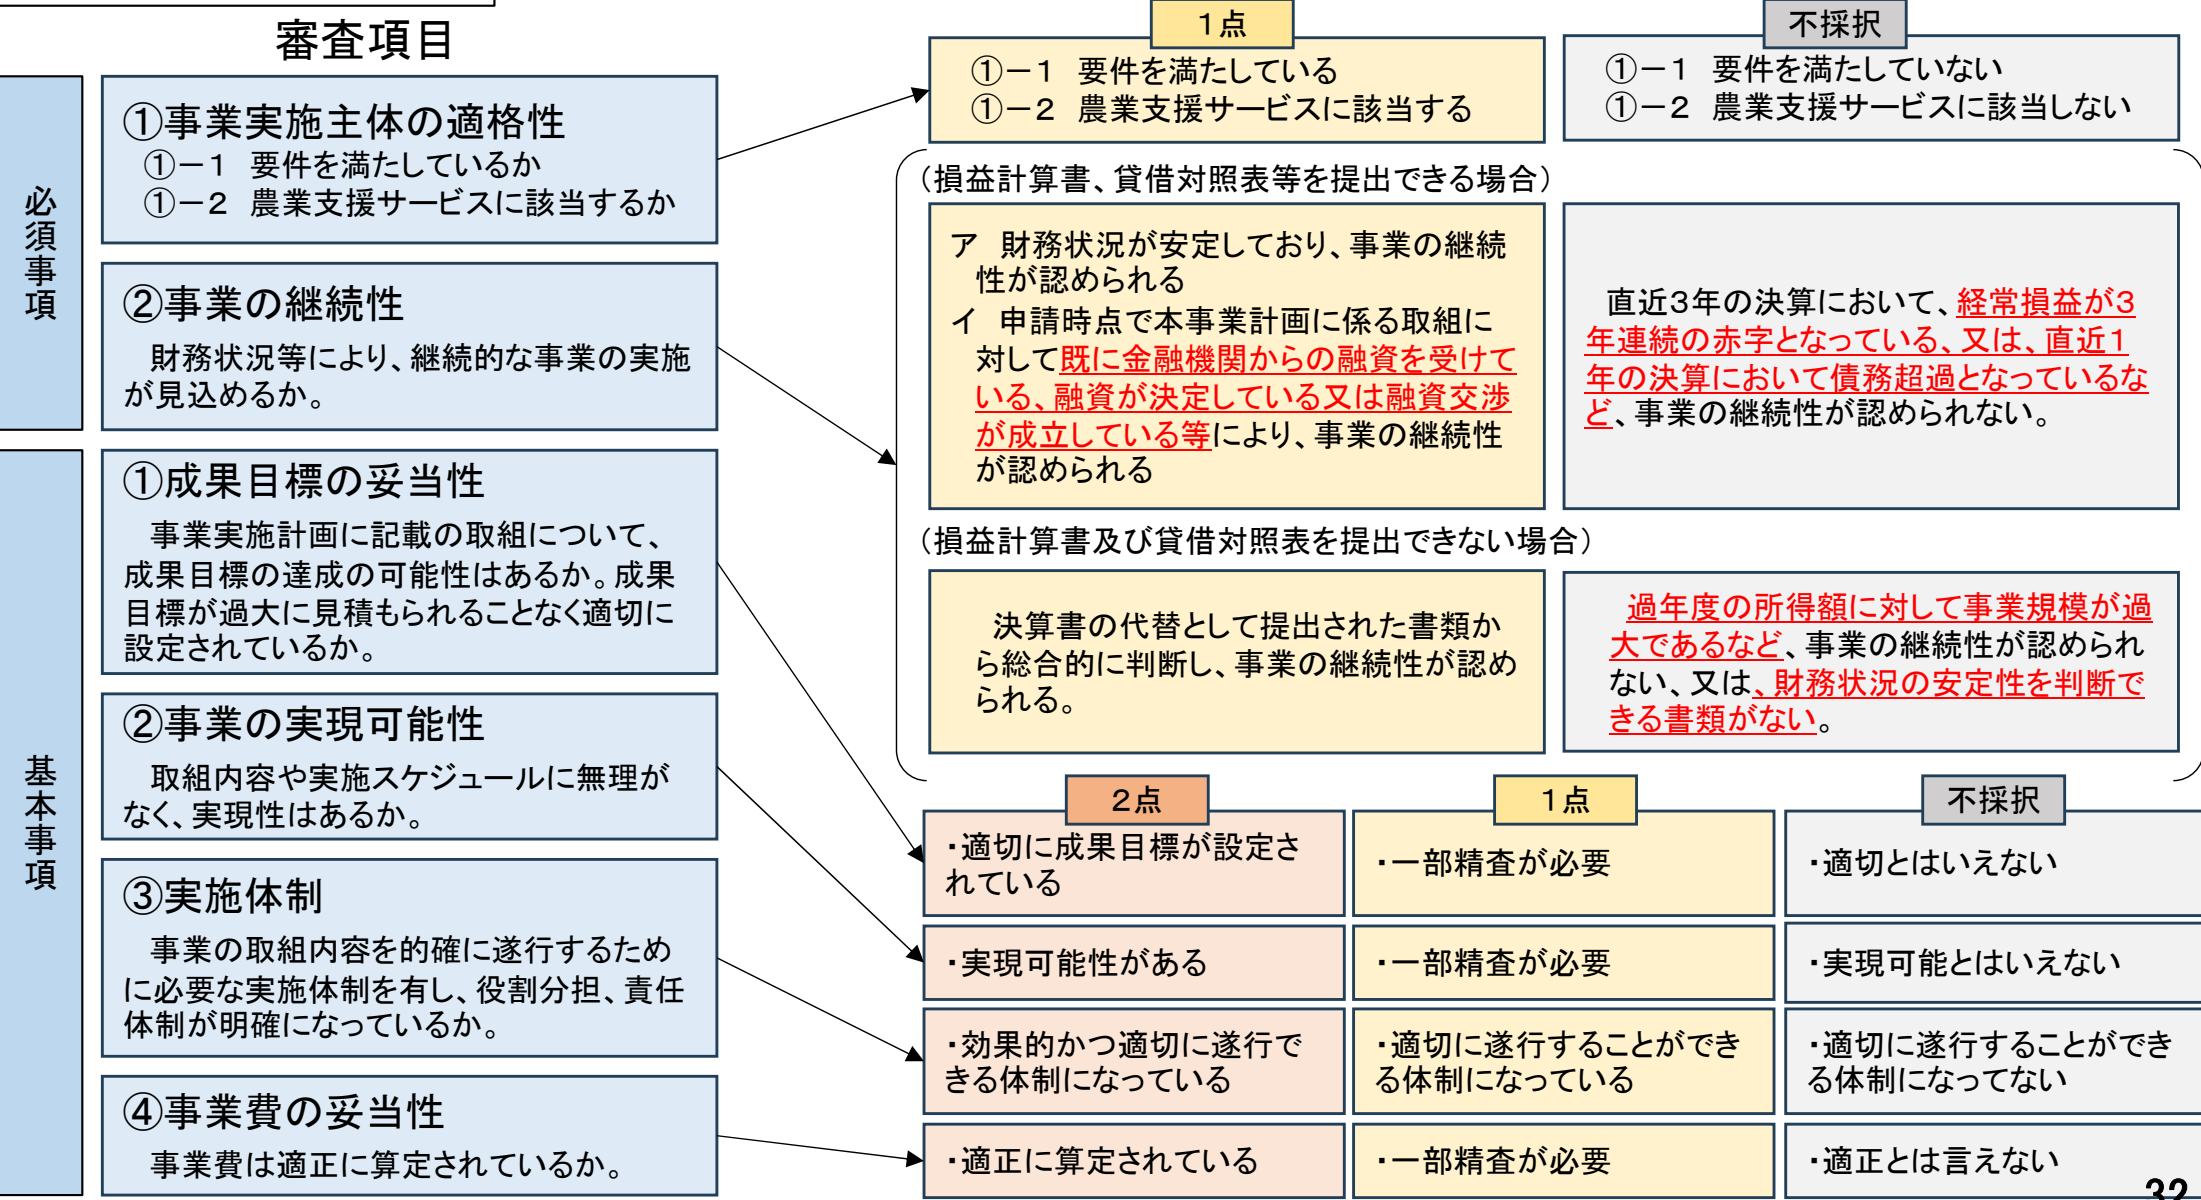 審査項目
必須事項
①事業実施主体の適格性
①－１　要件を満たしているか
①－２　農業支援サービスに該当するか
②事業の継続性
財務状況等により、継続的な事業の実施
が見込めるか。
基本事項
①成果目標の妥当性
事業実施計画に記載の取組について、
成果目標の達成の可能性はあるか。成果
目標が過大に見積もられることなく適切に
設定されているか。
②事業の実現可能性
取組内容や実施スケジュールに無理が
なく、実現性はあるか。
③実施体制
事業の取組内容を的確に遂行するため
に必要な実施体制を有し、役割分担、責任
体制が明確になっているか。
④事業費の妥当性
事業費は適正に算定されているか。
１点
①－１　要件を満たしている
①－２　農業支援サービスに該当する
不採択
①－１　要件を満たしていない
①－２　農業支援サービスに該当しない
（損益計算書、貸借対照表等を提出できる場合）
ア　財務状況が安定しており、事業の継続
性が認められる
イ　申請時点で本事業計画に係る取組に
対して既に金融機関からの融資を受けて
いる、融資が決定している又は融資交渉
が成立している等により、事業の継続性
が認められる
直近３年の決算において、経常損益が３
年連続の赤字となっている、又は、直近１
年の決算において債務超過となっているな
ど、事業の継続性が認められない。
（損益計算書及び貸借対照表を提出できない場合）
決算書の代替として提出された書類か
ら総合的に判断し、事業の継続性が認め
られる。
過年度の所得額に対して事業規模が過
大であるなど、事業の継続性が認められ
ない、又は、財務状況の安定性を判断で
きる書類がない。
２点
１点
不採択
・適切に成果目標が設定さ
れている
・一部精査が必要
・適切とはいえない
・実現可能性がある
・一部精査が必要
・実現可能とはいえない
・効果的かつ適切に遂行で
きる体制になっている
・適切に遂行することができ
る体制になっている
・適切に遂行することができ
る体制になってない
・適正に算定されている
・一部精査が必要
・適正とは言えない
32